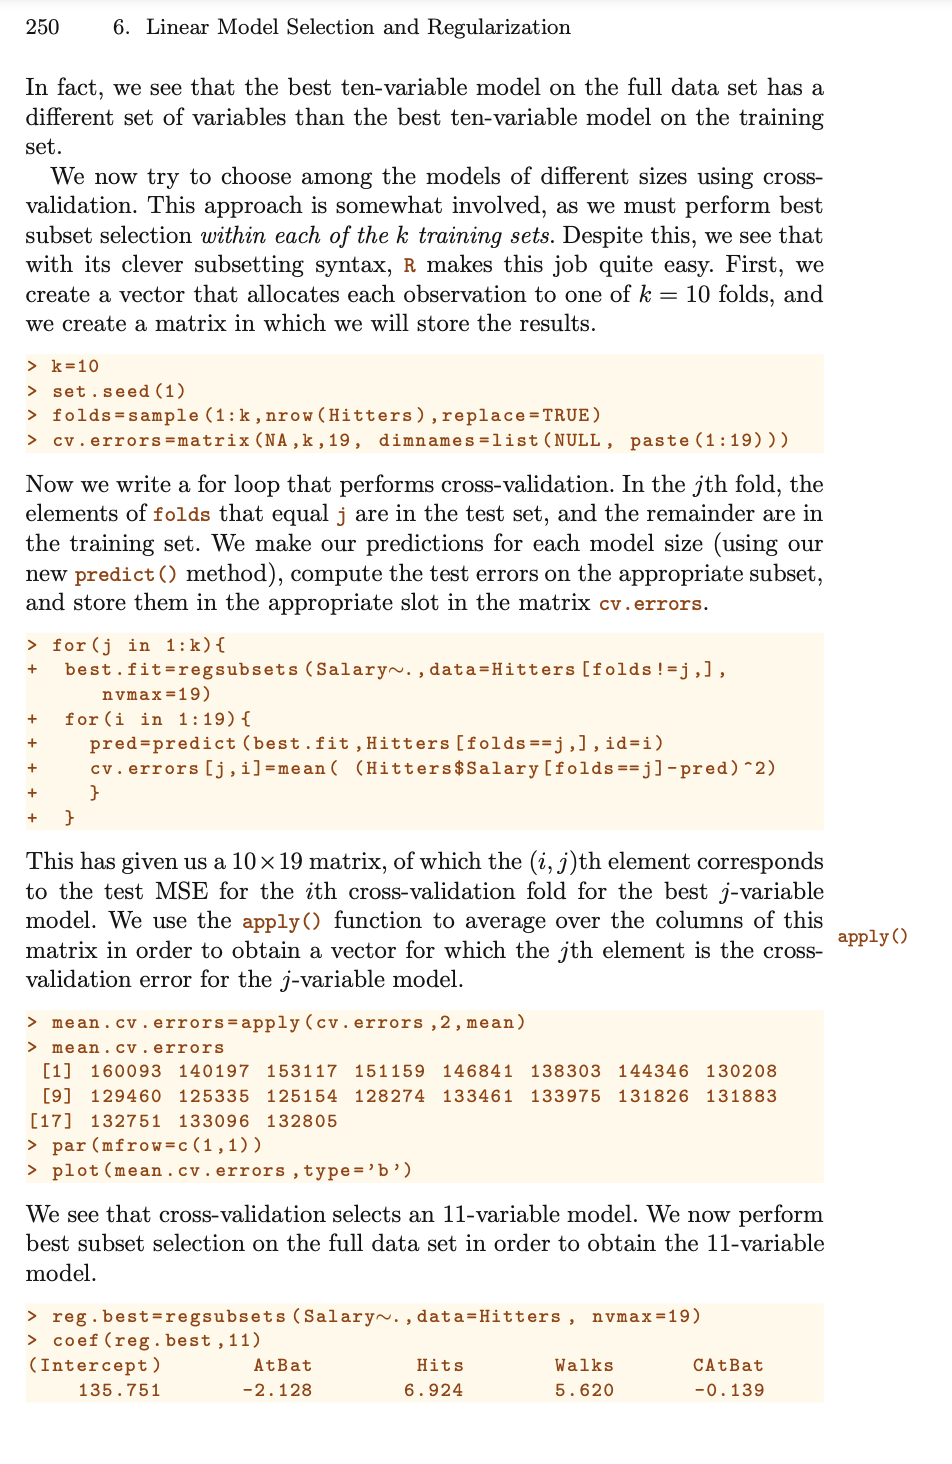 250 6. Linear Model Selection and Regularization
In fact, we see that the best ten-variable model on the full data set has a
different set of variables than the best ten-variable model on the training
set.
We now try to choose among the models of different sizes using cross-
validation. This approach is somewhat involved, as we must perform best
subset selection within each of the k training sets. Despite this, we see that
with its clever subsetting syntax, R makes this job quite easy. First, we
create a vector that allocates each observation to one of k = 10 folds, and
we create a matrix in which we will store the results.
> k=10
> set.seed(1)
> folds=sample(1:k,nrow(Hitters),replace=TRUE)
> cv.errors=matrix(NA,k,19, dimnames=list(NULL, paste(1:19)))
Now we write a for loop that performs cross-validation. In the jth fold, the
elements of folds that equal j are in the test set, and the remainder are in
the training set. We make our predictions for each model size (using our
new predict() method), compute the test errors on the appropriate subset,
and store them in the appropriate slot in the matrix cv.errors.
> for(j in 1:k){
+ best.fit=regsubsets(Salary~.,data=Hitters[folds!=j,],
nvmax=19)
+ for(i in 1:19){
+ pred=predict(best.fit,Hitters[folds==j,],id=i)
+ cv.errors[j,i]=mean( (Hitters$Salary[folds==j]-pred)^2)
+ }
+ }
This has given us a 10×19 matrix, of which the (i, j)th element corresponds
to the test MSE for the ith cross-validation fold for the best j-variable
model. We use the apply() function to average over the columns of this
matrix in order to obtain a vector for which the jth element is the cross-
apply()
validation error for the j-variable model.
> mean.cv.errors=apply(cv.errors,2,mean)
> mean.cv.errors
[1] 160093 140197 153117 151159 146841 138303 144346 130208
[9] 129460 125335 125154 128274 133461 133975 131826 131883
[17] 132751 133096 132805
> par(mfrow=c(1,1))
> plot(mean.cv.errors,type=’b’)
We see that cross-validation selects an 11-variable model. We now perform
best subset selection on the full data set in order to obtain the 11-variable
model.
> reg.best=regsubsets(Salary~.,data=Hitters, nvmax=19)
> coef(reg.best,11)
(Intercept) AtBat Hits Walks CAtBat
135.751 -2.128 6.924 5.620 -0.139